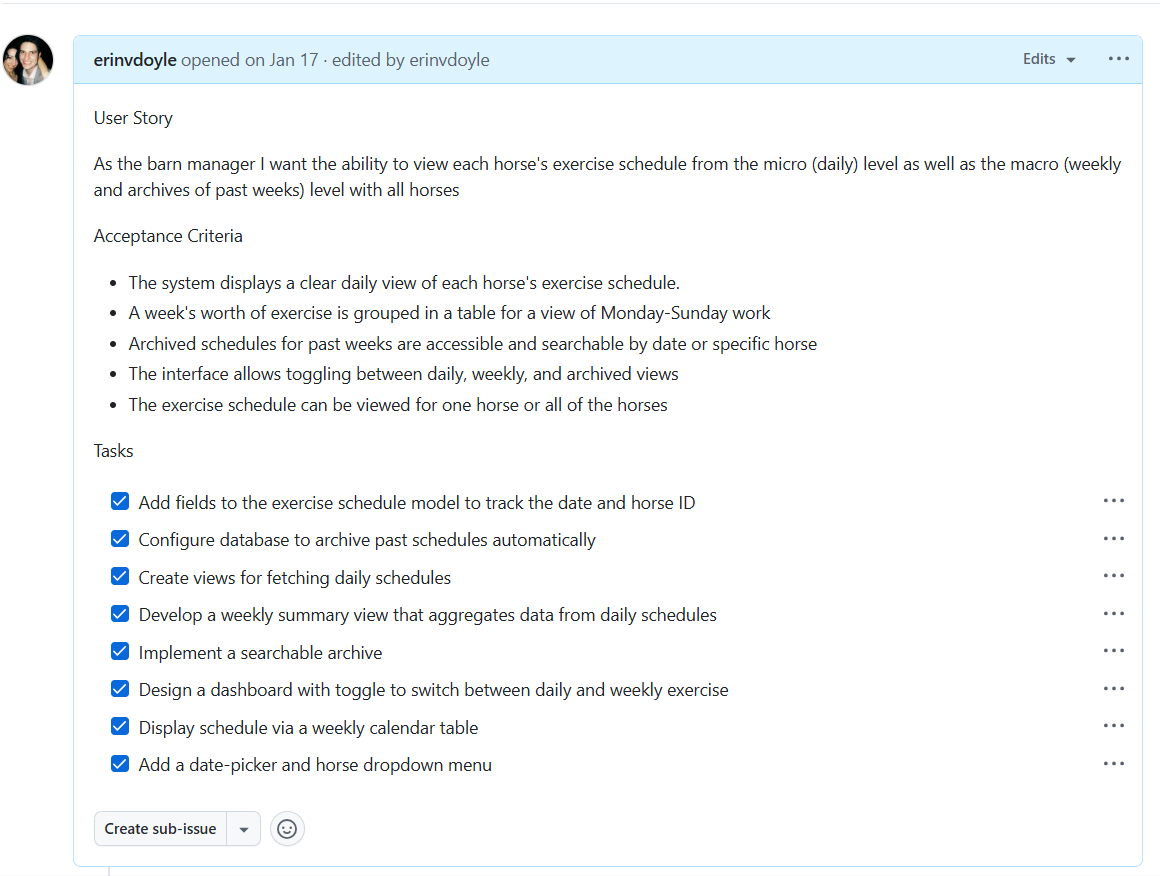 erinvdoyle opened on Jan 17 · edited by erinvdoyle Edits
User Story
As the barn manager I want the ability to view each horse's exercise schedule from the micro (daily) level as well as the macro (weekly
and archives of past weeks) level with all horses
Acceptance Criteria
• The system displays a clear daily view of each horse's exercise schedule.
• A week's worth of exercise is grouped in a table for a view of Monday-Sunday work
• Archived schedules for past weeks are accessible and searchable by date or specific horse
• The interface allows toggling between daily, weekly, and archived views
• The exercise schedule can be viewed for one horse or all of the horses
Tasks
Add fields to the exercise schedule model to track the date and horse ID
Configure database to archive past schedules automatically
Create views for fetching daily schedules
Develop a weekly summary view that aggregates data from daily schedules
Implement a searchable archive
Design a dashboard with toggle to switch between daily and weekly exercise
Display schedule via a weekly calendar table
Add a date-picker and horse dropdown menu
Create sub-issue